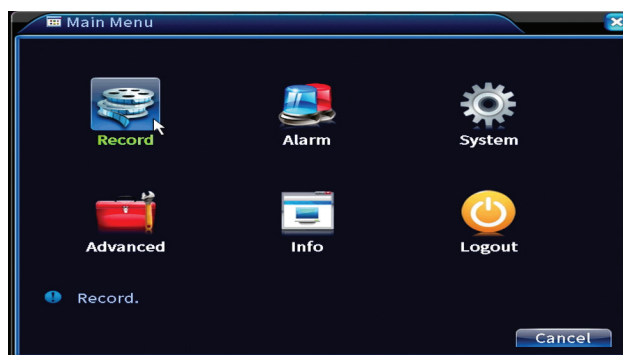 Main Menu
Record Alarm System
Advanced Info Logout
Record.
Cancel